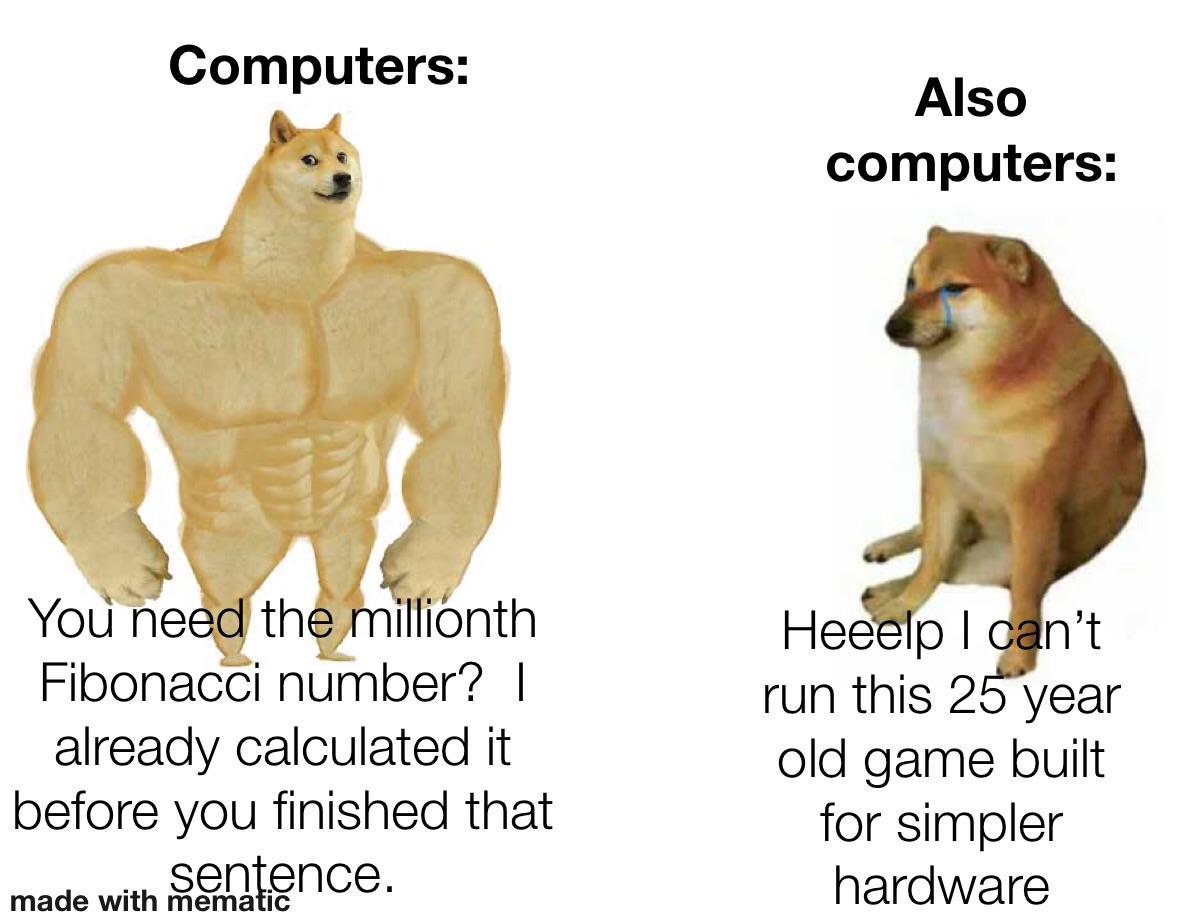 Computers:
You need the millionth
Fibonacci number?  I
already calculated it
before you finished that
sentence.
Also
computers:
Heeelp I can’t
run this 25 year
old game built
for simpler
hardware
made with mematic